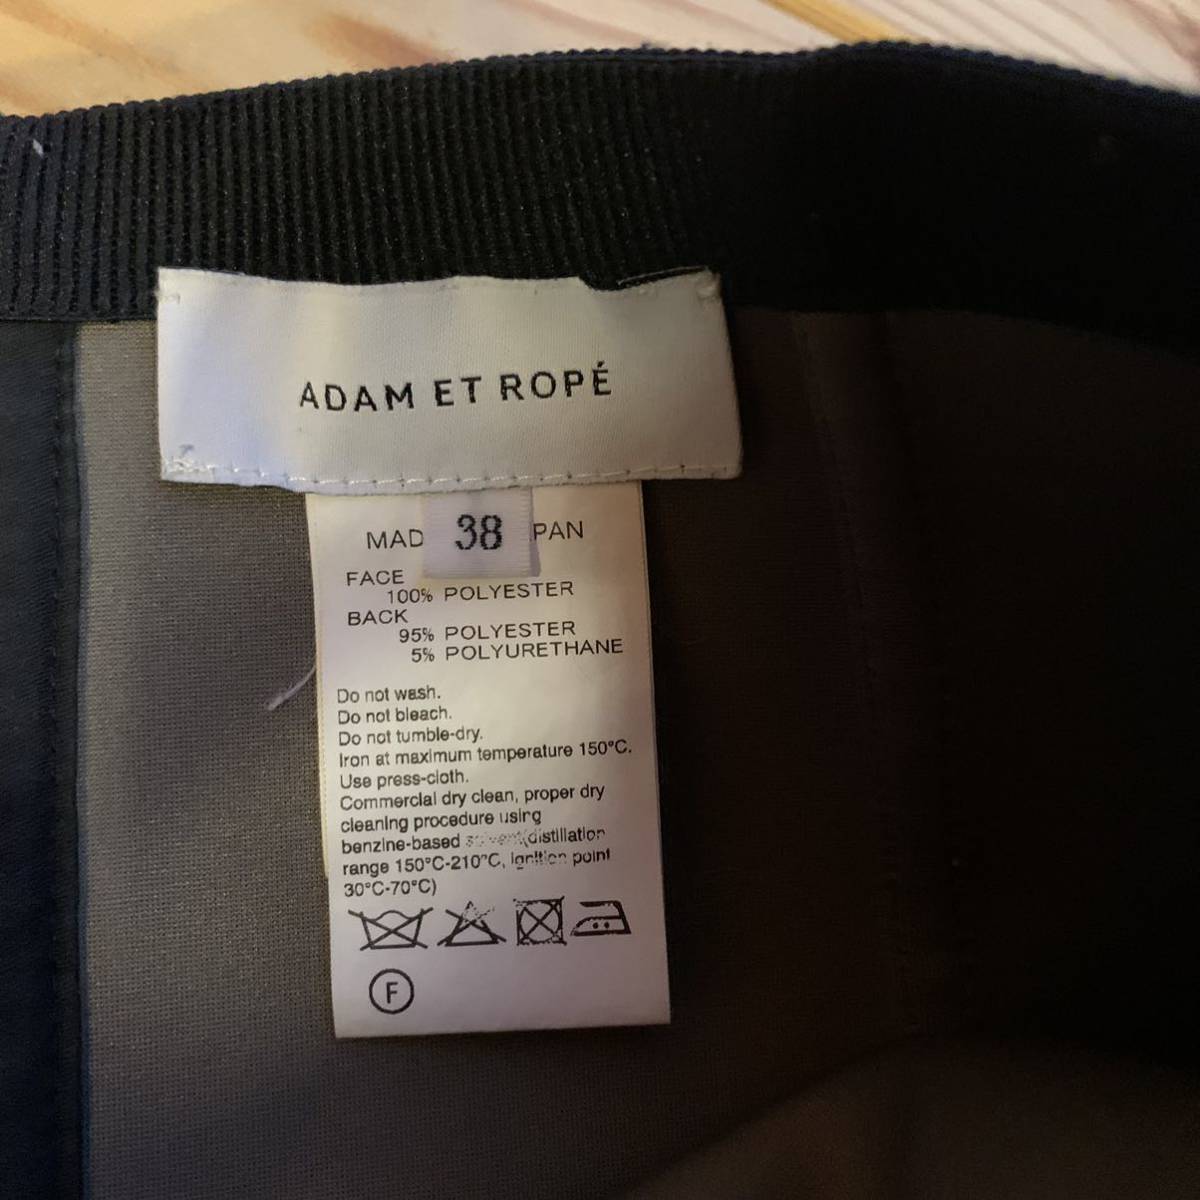 ADAM ET ROPÉ
38
MAD PAN
FACE
100% POLYESTER
BACK
95% POLYESTER
5% POLYURETHANE
Do not wash.
Do not bleach.
Do not tumble-dry.
Iron at maximum temperature 150°C.
Use press-cloth.
Commercial dry clean, proper dry
cleaning procedure using
benzine-based solvent(distillation
range 150°C-210°C, ignition point
30°C-70°C)
F